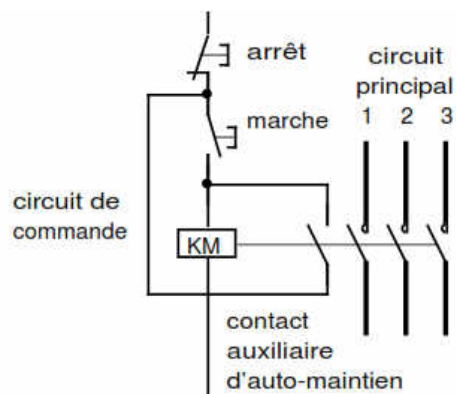 arrêt
circuit
principal
1 2 3
marche
circuit de
commande
KM
contact
auxiliaire
d'auto-maintien